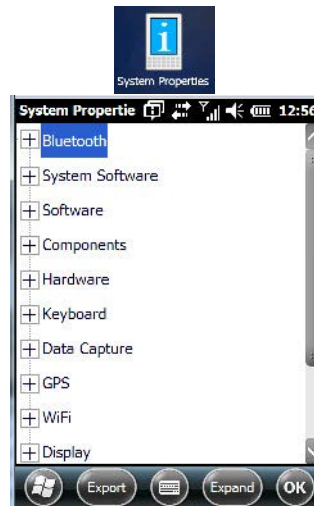 System Properties
System Propertie 12:56
Bluetooth
System Software
Software
Components
Hardware
Keyboard
Data Capture
GPS
WiFi
Display
Export Expand OK